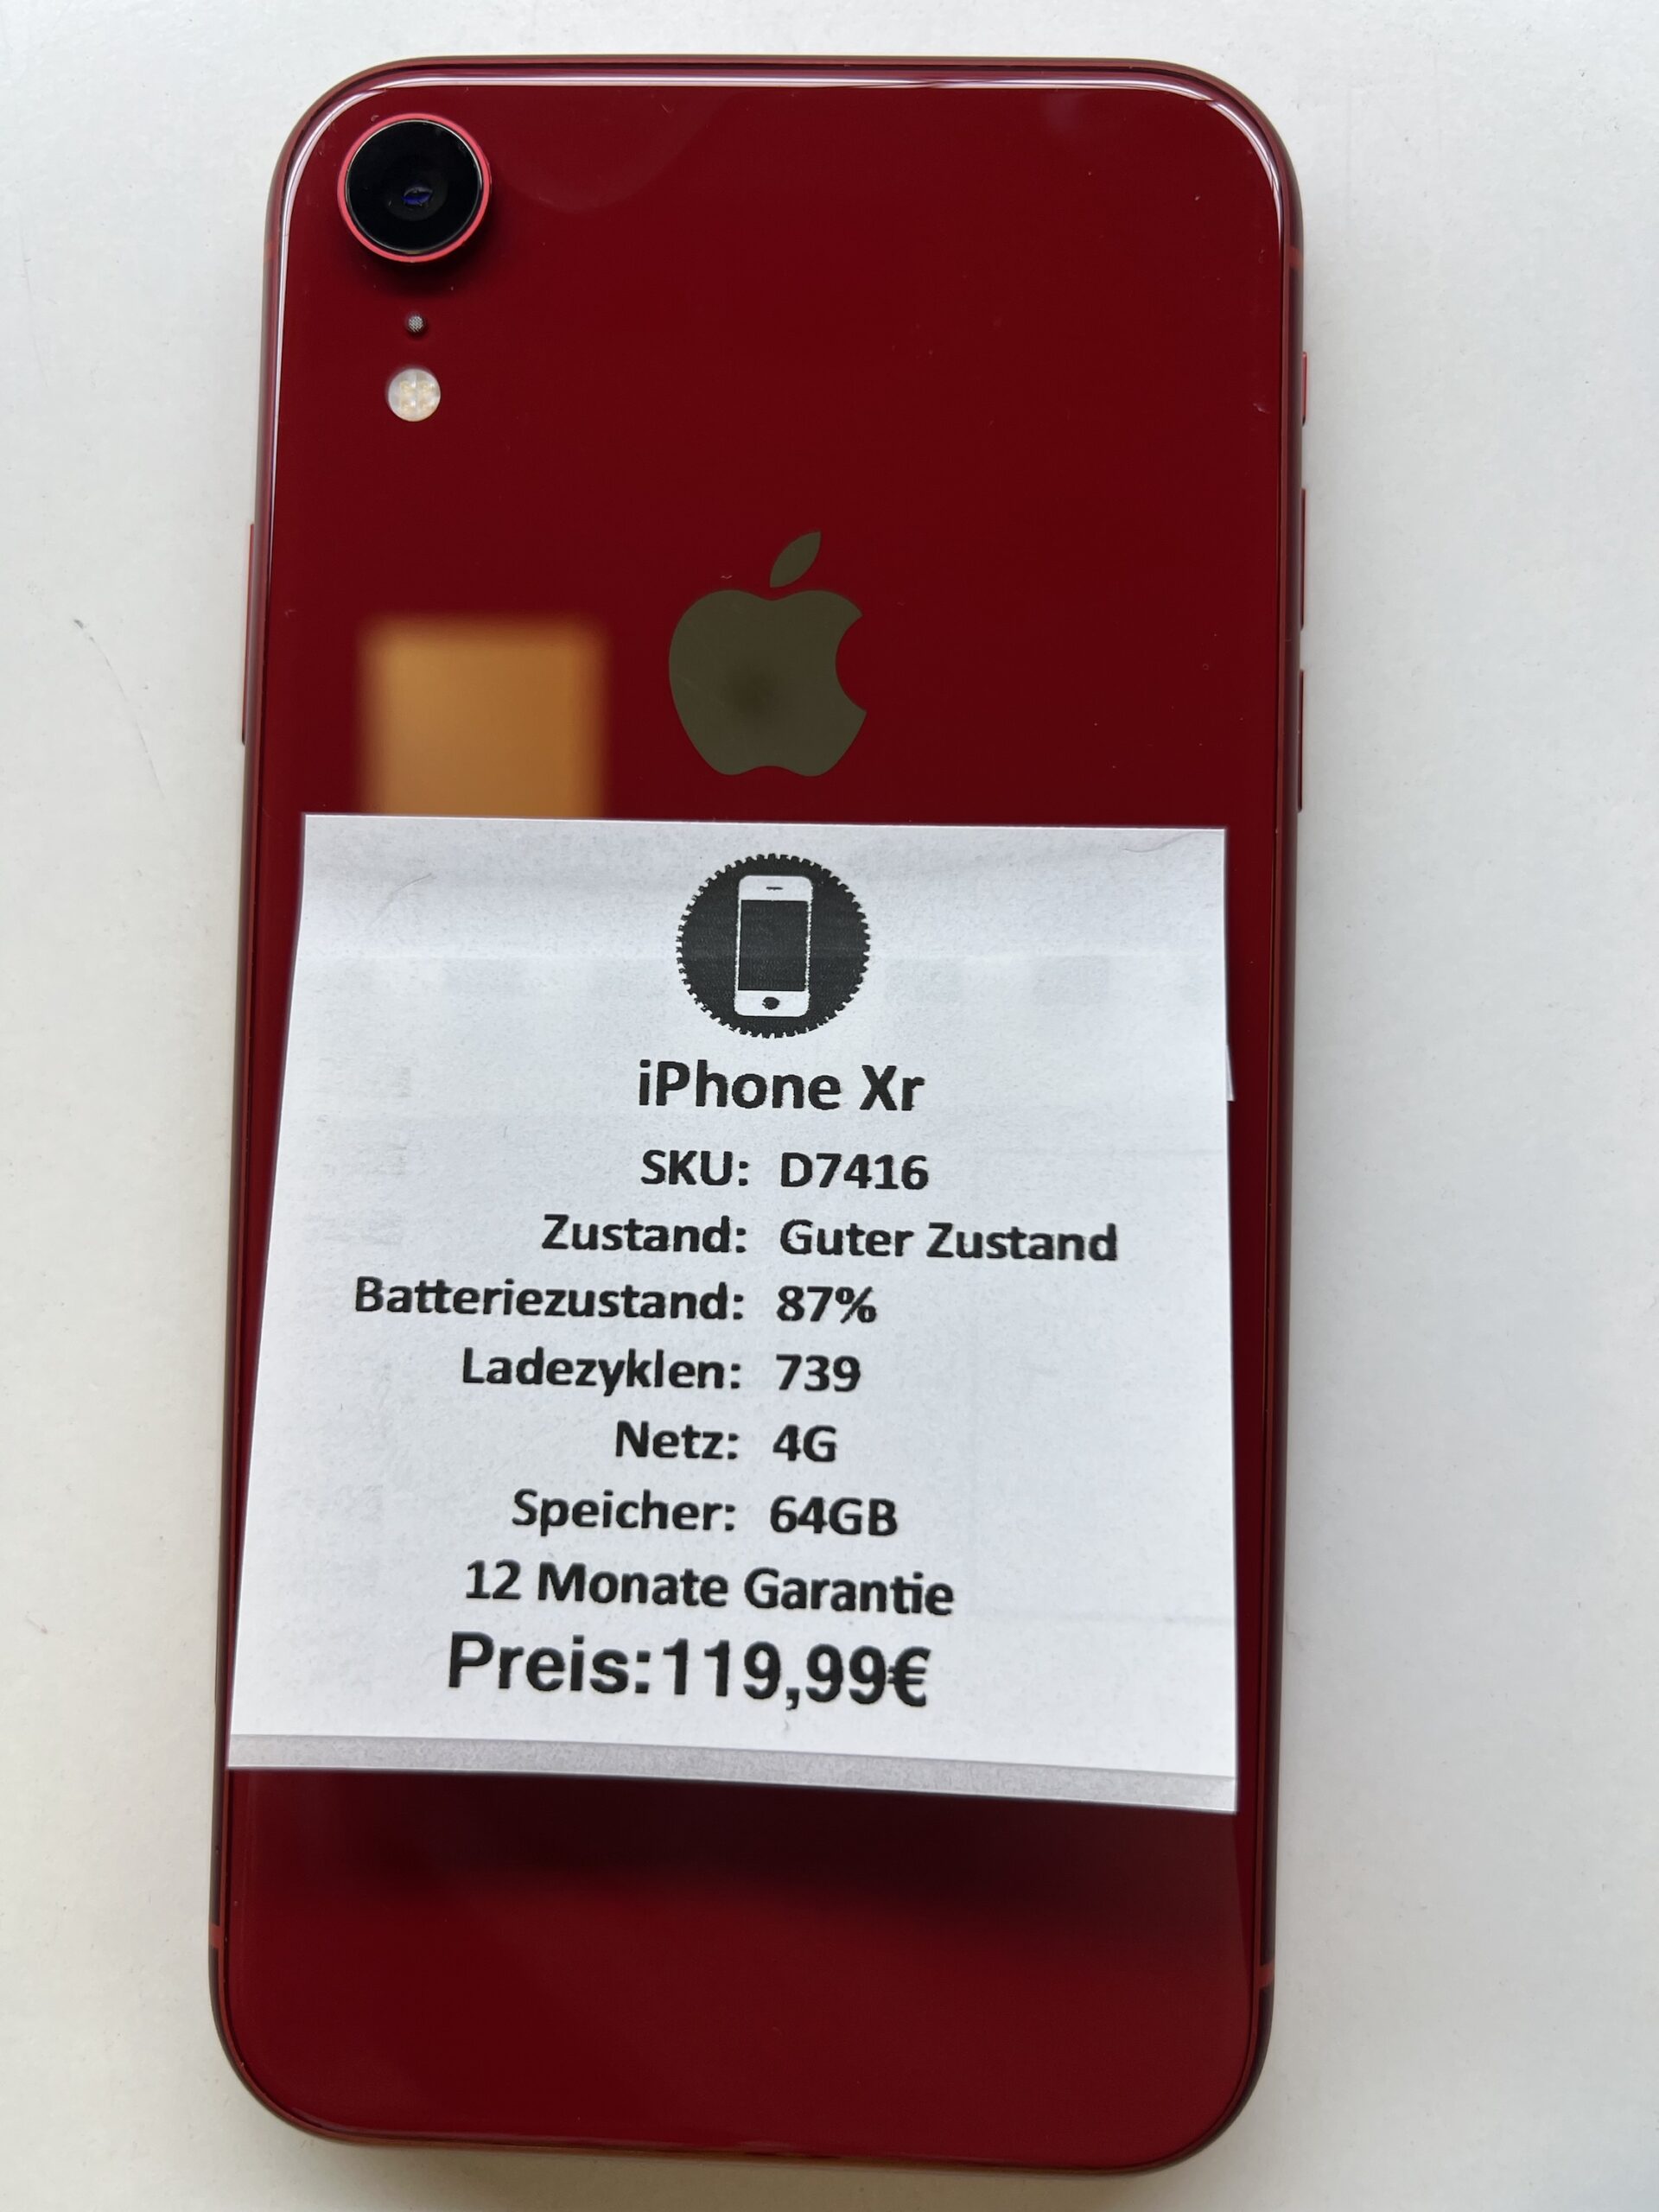 iPhone Xr
SKU: D7416
Zustand: Guter Zustand
Batteriezustand: 87%
Ladezyklen: 739
Netz: 4G
Speicher: 64GB
12 Monate Garantie
Preis:119,99€